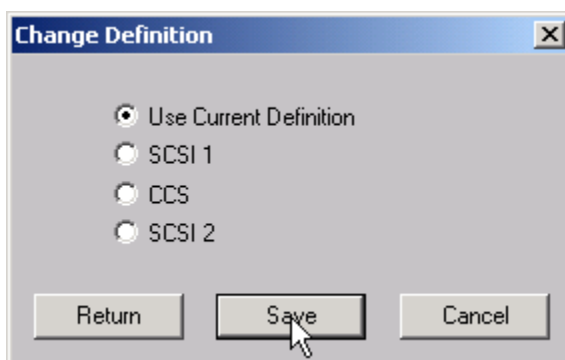 Change Definition
Use Current Definition
SCSI 1
CCS
SCSI 2
Return Save Cancel